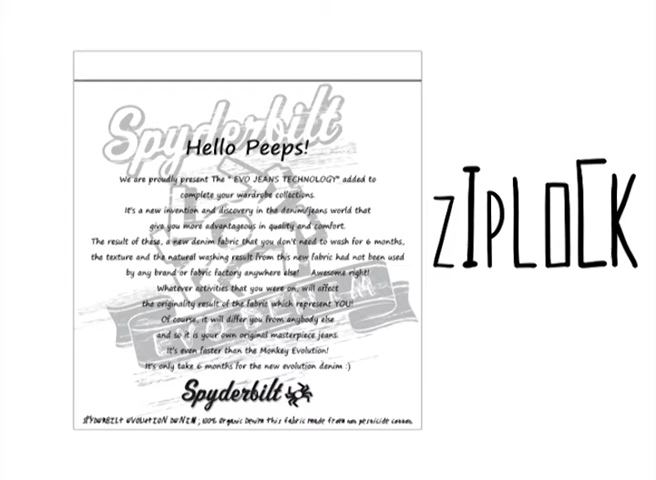 Spyderbilt
Hello Peeps!
We are proudly present The " EVO JEANS TECHNOLOGY" added to
complete your wardrobe collections.
It's a new invention and discovery in the denim/jeans world that
give you more advantageous in quality and comfort.
The result of these, a new denim fabric that you don't need to wash for 6 months,
the texture and the natural washing result from this new fabric had not been used
by any brand or fabric factory anywhere else! Awesome right!
Whatever activities that you were on, will affect
the originality result of the fabric which represent YOU!
Of course, it will differ you from anybody else
and so it is your own original masterpiece jeans.
It's even faster than the Monkey Evolution!
It's only take 6 months for the new evolution denim :)
Spyderbilt
SPYDERBILT EVOLUTION DENIM ; 100% Organic Denim this fabric made from non pesticide cotton.
ZIPLOCK